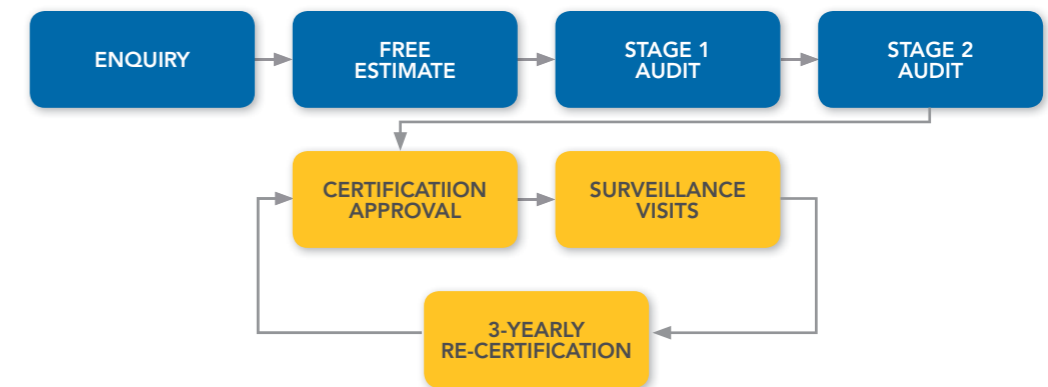 ENQUIRY
FREE
ESTIMATE
STAGE 1
AUDIT
STAGE 2
AUDIT
CERTIFICATIION
APPROVAL
SURVEILLANCE
VISITS
3-YEARLY
RE-CERTIFICATION